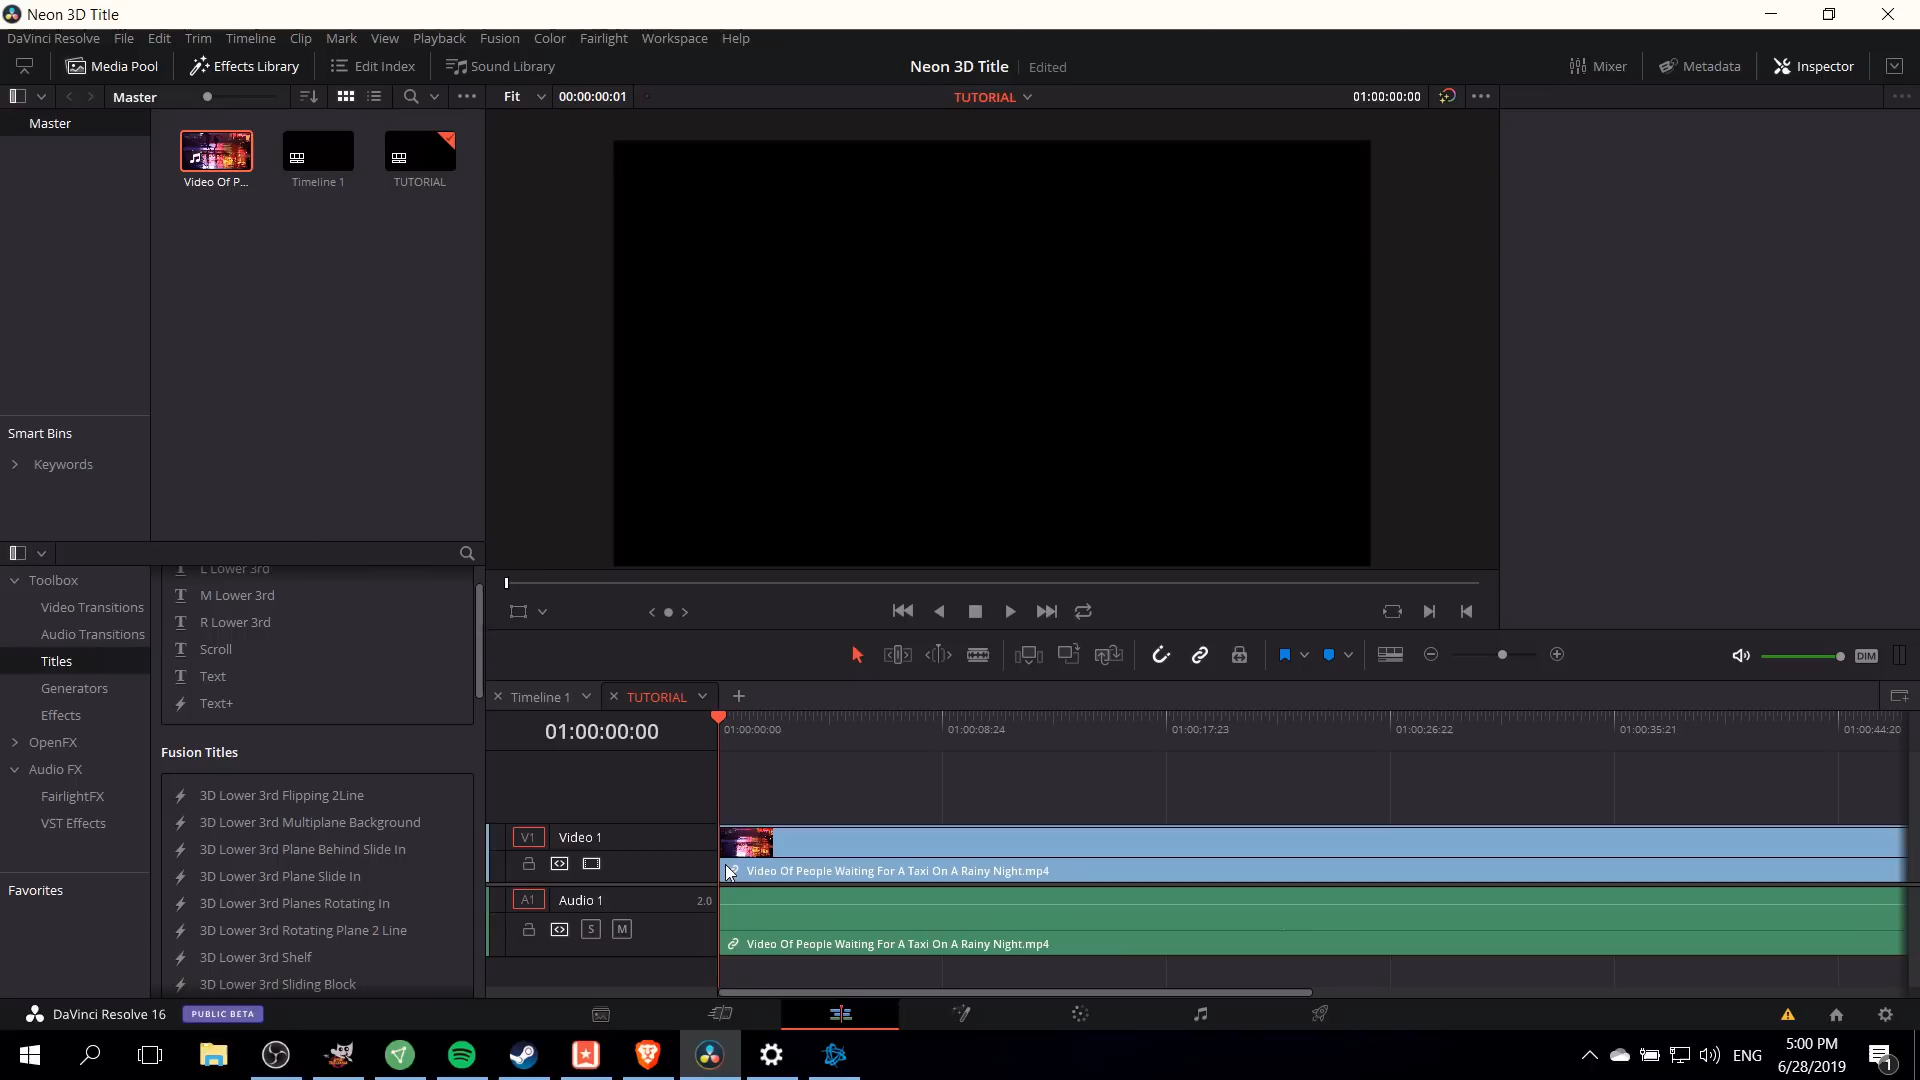 Neon 3D Title
DaVinci Resolve File Edit Trim Timeline Clip Mark View Playback Fusion Color Fairlight Workspace Help
Media Pool Effects Library Edit Index Sound Library Neon 3D Title Edited Mixer Metadata Inspector
Master Fit 00:00:00:01 TUTORIAL 01:00:00:00
Master
Video Of P... Timeline 1 TUTORIAL
Smart Bins
Keywords
Toolbox
Video Transitions
Audio Transitions
Titles
Generators
Effects
OpenFX
Audio FX
FairlightFX
VST Effects
Favorites
L Lower 3rd
M Lower 3rd
R Lower 3rd
Scroll
Text
Text+
Fusion Titles
3D Lower 3rd Flipping 2Line
3D Lower 3rd Multiplane Background
3D Lower 3rd Plane Behind Slide In
3D Lower 3rd Plane Slide In
3D Lower 3rd Planes Rotating In
3D Lower 3rd Rotating Plane 2 Line
3D Lower 3rd Shelf
3D Lower 3rd Sliding Block
DIM
Timeline 1 TUTORIAL
01:00:00:00 01:00:00:00 01:00:08:24 01:00:17:23 01:00:26:22 01:00:35:21 01:00:44:20
V1 Video 1
Video Of People Waiting For A Taxi On A Rainy Night.mp4
A1 Audio 1 2.0
S M
Video Of People Waiting For A Taxi On A Rainy Night.mp4
DaVinci Resolve 16 PUBLIC BETA
ENG
5:00 PM
6/28/2019
1